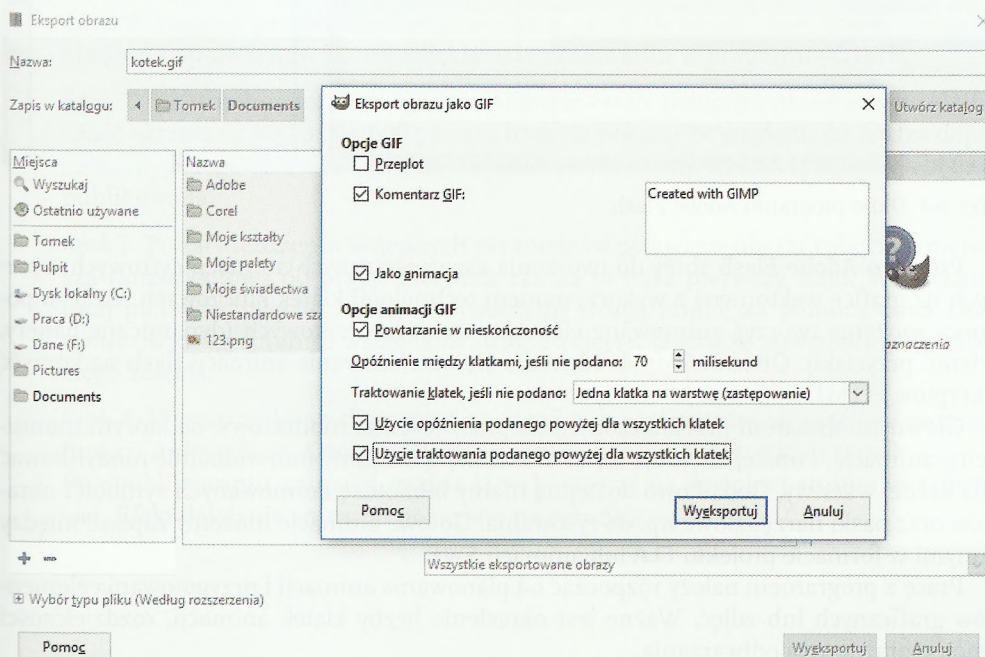 Eksport obrazu
Nazwa: kotek.gif
Zapis w katalogu: Tomek Documents Utwórz katalog
Miejsca
Wyszukaj
Ostatnio używane
Tomek
Pulpit
Dysk lokalny (C:)
Praca (D:)
Dane (F:)
Pictures
Documents
Nazwa
Adobe
Corel
Moje kształty
Moje palety
Moje świadectwa
Niestandardowe sza
123.png
Eksport obrazu jako GIF
Opcje GIF
Przeplot
Komentarz GIF: Created with GIMP
Jako animacja
Opcje animacji GIF
Powtarzanie w nieskończoność
Opóźnienie między klatkami, jeśli nie podano: 70 milisekund
Traktowanie klatek, jeśli nie podano: Jedna klatka na warstwę (zastępowanie)
Użycie opóźnienia podanego powyżej dla wszystkich klatek
Użycie traktowania podanego powyżej dla wszystkich klatek
Pomoc Wyeksportuj Anuluj
aznaczenia
Wszystkie eksportowane obrazy
Wybór typu pliku (Według rozszerzenia)
Pomoc Wyeksportuj Anuluj